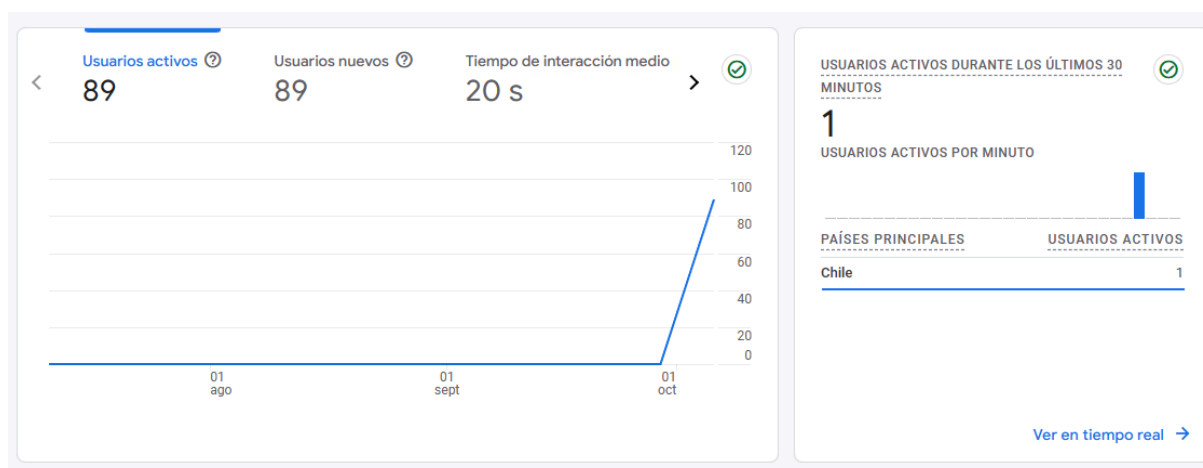 Usuarios activos
89
Usuarios nuevos
89
Tiempo de interacción medio
20 s
120
100
80
60
40
20
0
01
ago
01
sept
01
oct
USUARIOS ACTIVOS DURANTE LOS ÚLTIMOS 30
MINUTOS
1
USUARIOS ACTIVOS POR MINUTO
PAÍSES PRINCIPALES USUARIOS ACTIVOS
Chile 1
Ver en tiempo real